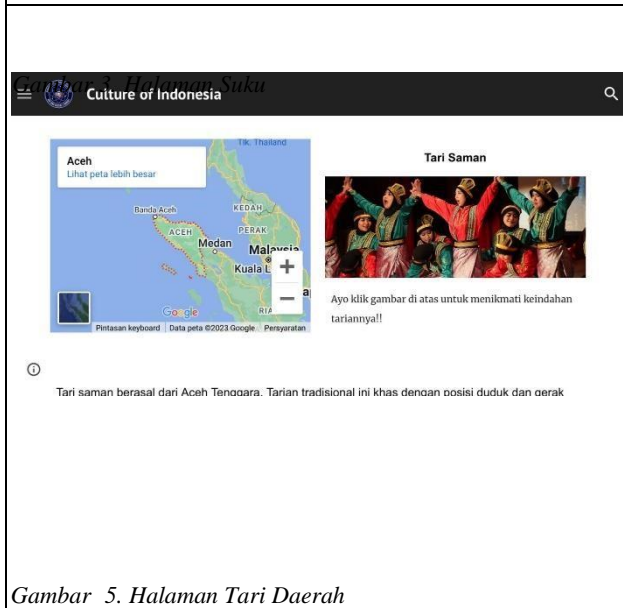 Gambar 3. Halaman Suku
Culture of Indonesia
Aceh
Lihat peta lebih besar
Tlk. Thailand
Banda Aceh
KEDAH
ACEH
PERAK
Medan
Malaysia
Kuala L
RIA
Google
Pintasan keyboard Data peta ©2023 Google Persyaratan
Tari Saman
Ayo klik gambar di atas untuk menikmati keindahan
tariannya!!
Tari saman berasal dari Aceh Tenggara. Tarian tradisional ini khas dengan posisi duduk dan gerak
Gambar 5. Halaman Tari Daerah